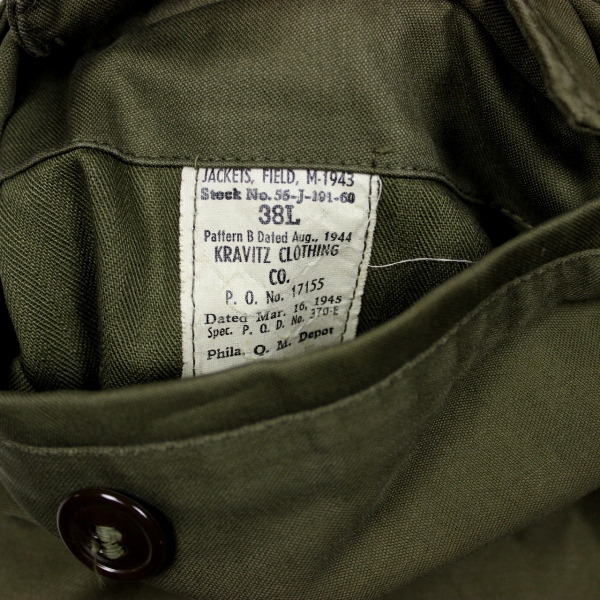 JACKETS, FIELD, M-1943
Stock No. 55-J-191-60
38L
Pattern B Dated Aug., 1944
KRAVITZ CLOTHING
CO.
P. O. No. 17155
Dated Mar. 16, 1945
Spec. P. Q. D. No. 370-E
Phila. Q. M. Depot